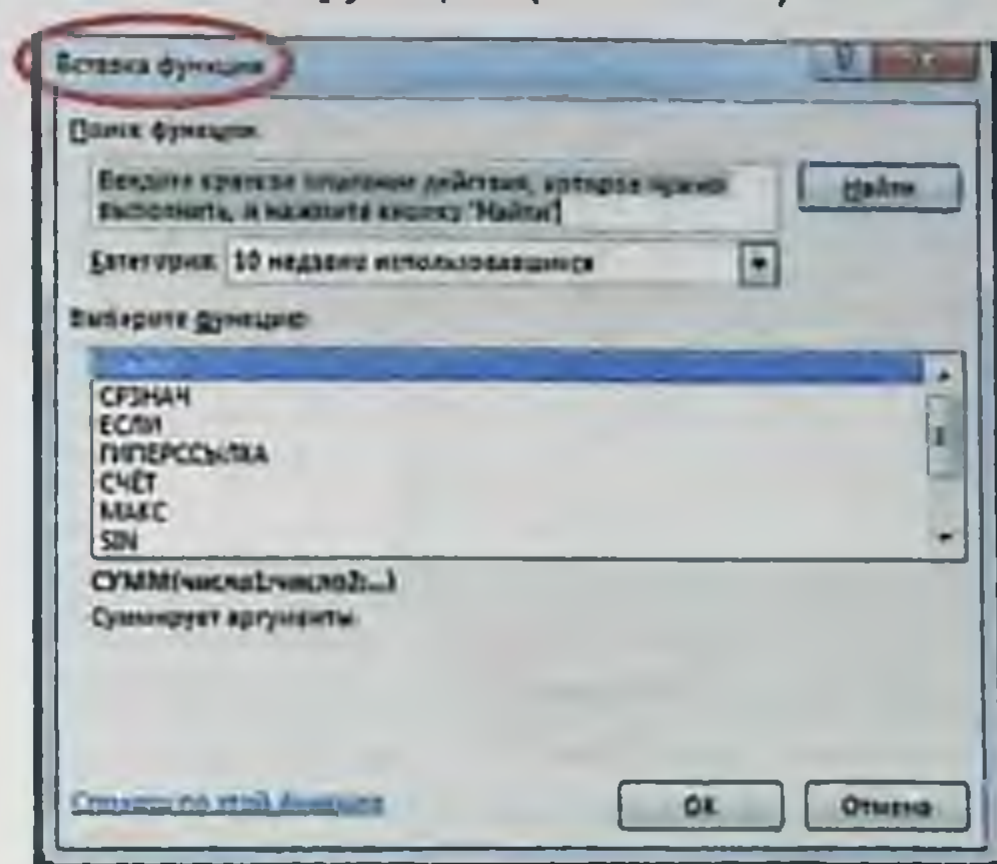 Вставка функции
Поиск функции:
Введите краткое описание действия, которое нужно
выполнить, и нажмите кнопку "Найти"
Найти
Категория: 10 недавно использовавшихся
Выберите функцию:
СРЗНАЧ
ЕСЛИ
ГИПЕРССЫЛКА
СЧЁТ
МАКС
SIN
СУММ(число1;число2;...)
Суммирует аргументы.
Справка по этой функции
ОК
Отмена